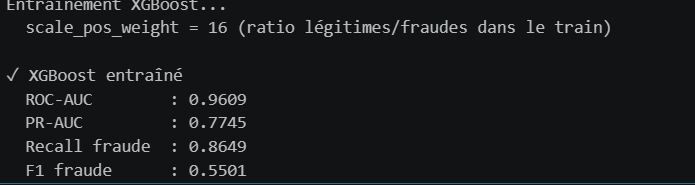 Entraînement XGBoost...
scale_pos_weight = 16 (ratio légitimes/fraudes dans le train)
✓ XGBoost entraîné
ROC-AUC : 0.9609
PR-AUC : 0.7745
Recall fraude : 0.8649
F1 fraude : 0.5501